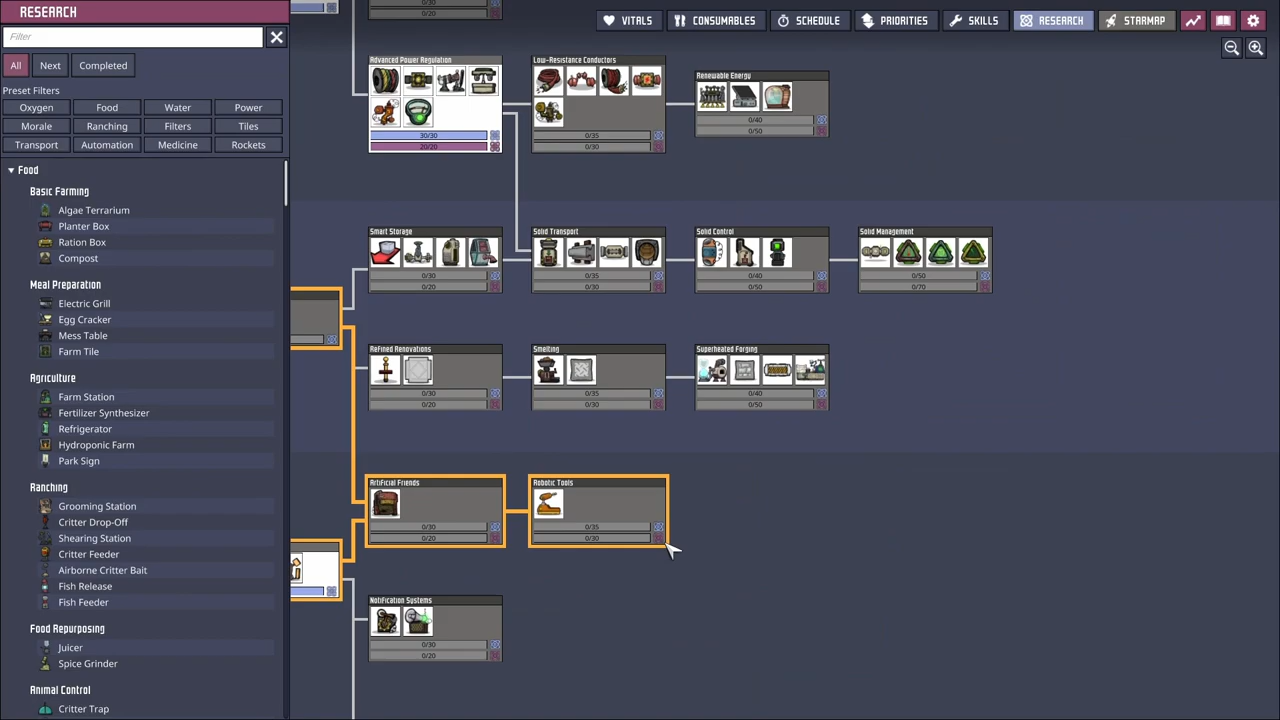 RESEARCH
VITALS
CONSUMABLES
SCHEDULE
PRIORITIES
SKILLS
RESEARCH
STARMAP
Filter
All
Next
Completed
Preset Filters
Oxygen
Food
Water
Power
Morale
Ranching
Filters
Tiles
Transport
Automation
Medicine
Rockets
Food
Basic Farming
Algae Terrarium
Planter Box
Ration Box
Compost
Meal Preparation
Electric Grill
Egg Cracker
Mess Table
Farm Tile
Agriculture
Farm Station
Fertilizer Synthesizer
Refrigerator
Hydroponic Farm
Park Sign
Ranching
Grooming Station
Critter Drop-Off
Shearing Station
Critter Feeder
Airborne Critter Bait
Fish Release
Fish Feeder
Food Repurposing
Juicer
Spice Grinder
Animal Control
Critter Trap
0/30
0/20
Advanced Power Regulation
30/30
20/20
Low-Resistance Conductors
0/35
0/30
Renewable Energy
0/40
0/50
Smart Storage
0/30
0/20
Solid Transport
0/35
0/30
Solid Control
0/40
0/50
Solid Management
0/50
0/70
Refined Renovations
0/30
0/20
Smelting
0/35
0/30
Superheated Forging
0/40
0/50
Artificial Friends
0/30
0/20
Robotic Tools
0/35
0/30
Notification Systems
0/30
0/20